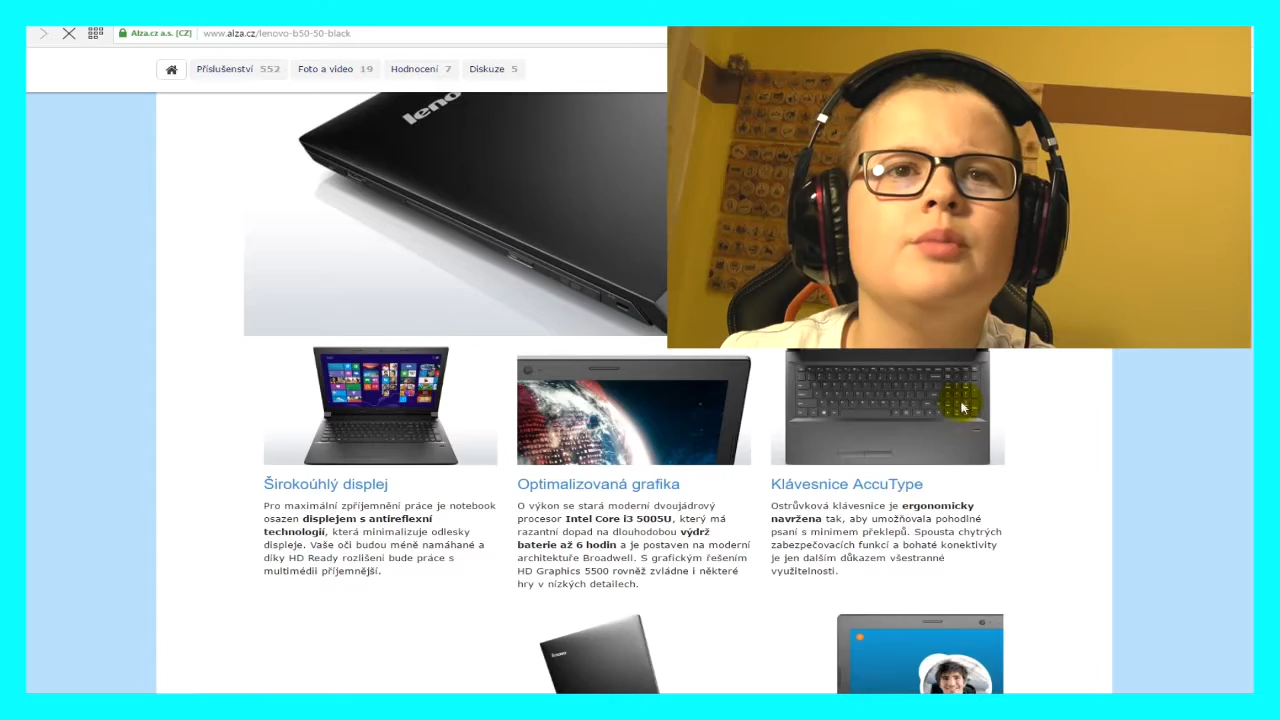 Alza.cz a.s. [CZ] www.alza.cz/lenovo-b50-50-black
Příslušenství 552 Foto a video 19 Hodnocení 7 Diskuze 5
leno
Širokoúhlý displej
Pro maximální zpříjemnění práce je notebook
osazen displejem s antireflexní
technologií, která minimalizuje odlesky
displeje. Vaše oči budou méně namáhané a
díky HD Ready rozlišení bude práce s
multimédii příjemnější.
Optimalizovaná grafika
O výkon se stará moderní dvoujádrový
procesor Intel Core i3 5005U, který má
razantní dopad na dlouhodobou výdrž
baterie až 6 hodin a je postaven na moderní
architektuře Broadwell. S grafickým řešením
HD Graphics 5500 rovněž zvládne i některé
hry v nízkých detailech.
Klávesnice AccuType
Ostrůvková klávesnice je ergonomicky
navržena tak, aby umožňovala pohodlné
psaní s minimem překlepů. Spousta chytrých
zabezpečovacích funkcí a bohaté konektivity
je jen dalším důkazem všestranné
využitelnosti.
lenovo